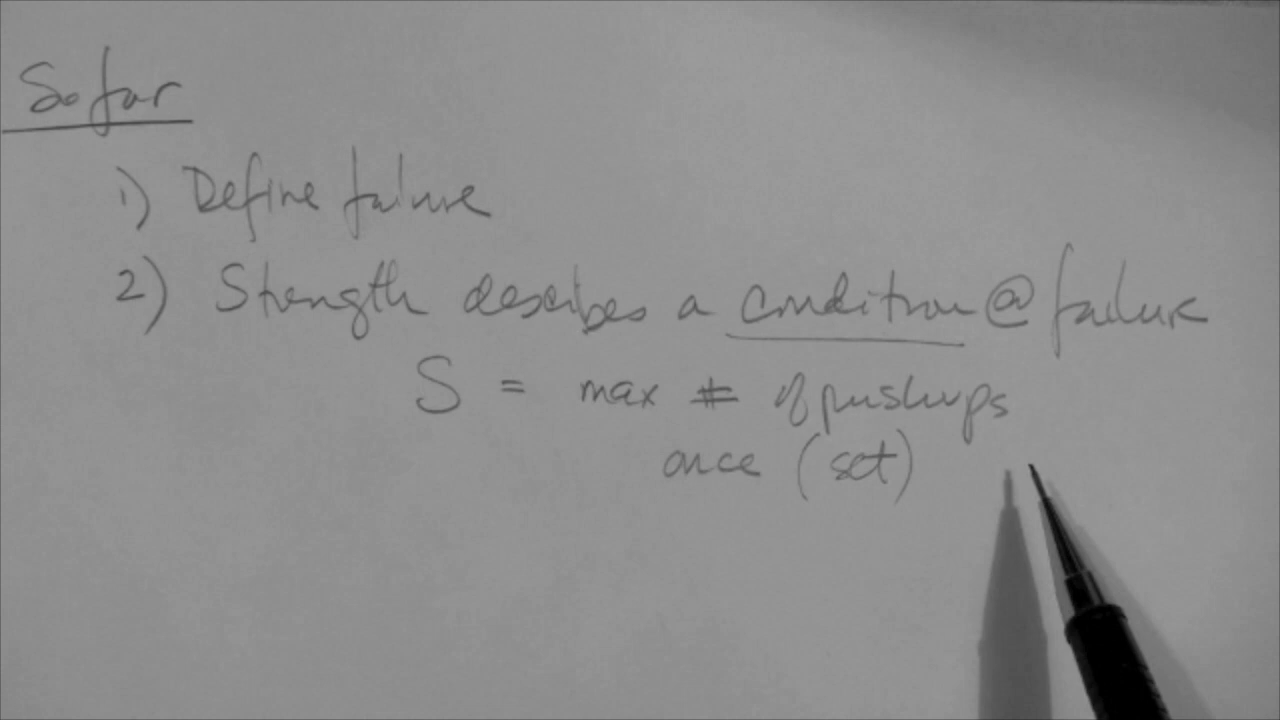 So far
1) Define failure
2) Strength describes a condition @ failure
S = max # of pushups
once (set)